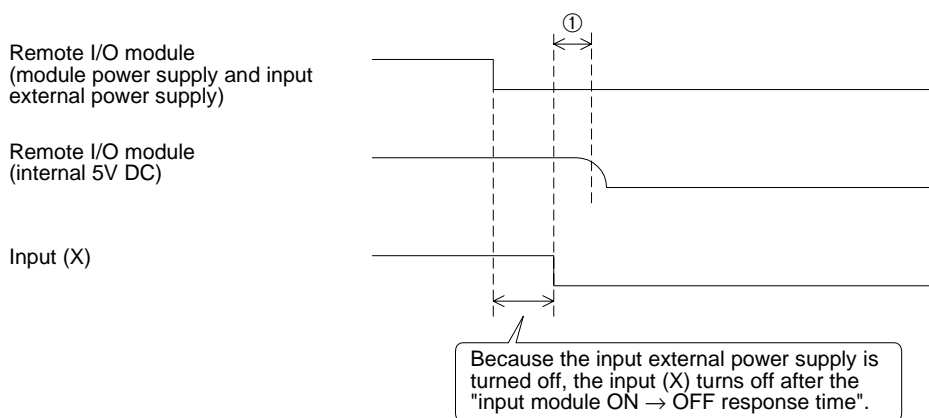 ①
Remote I/O module
(module power supply and input
external power supply)
Remote I/O module
(internal 5V DC)
Input (X)
Because the input external power supply is
turned off, the input (X) turns off after the
"input module ON → OFF response time".